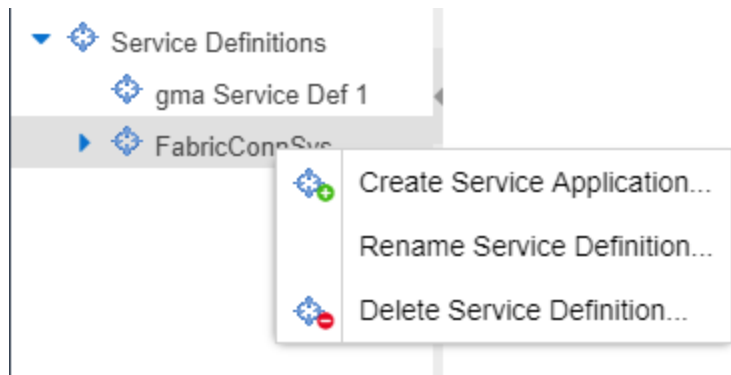 Service Definitions
gma Service Def 1
FabricConnSys
Create Service Application...
Rename Service Definition...
Delete Service Definition...